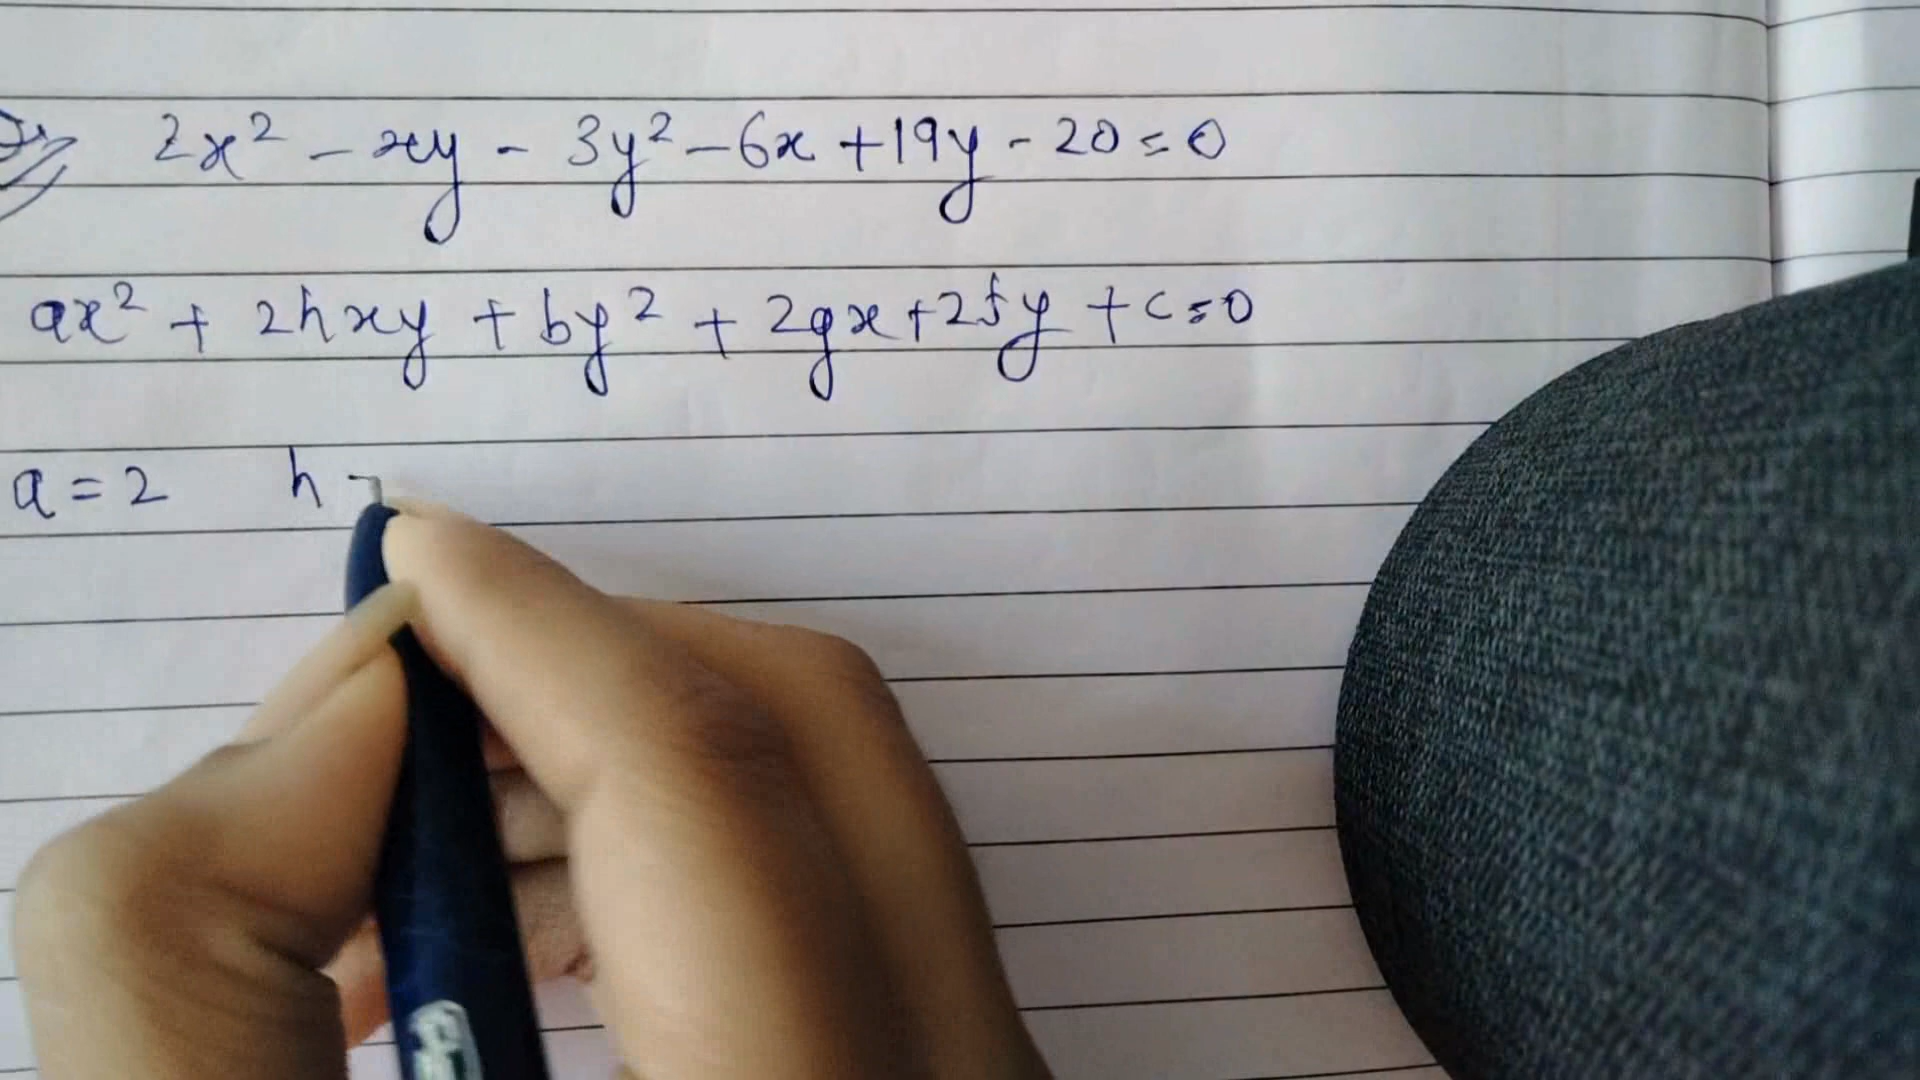 2x² - xy - 3y² - 6x + 19y - 20 = 0
ax² + 2hxy + by² + 2gx + 2fy + c = 0
a = 2 h -